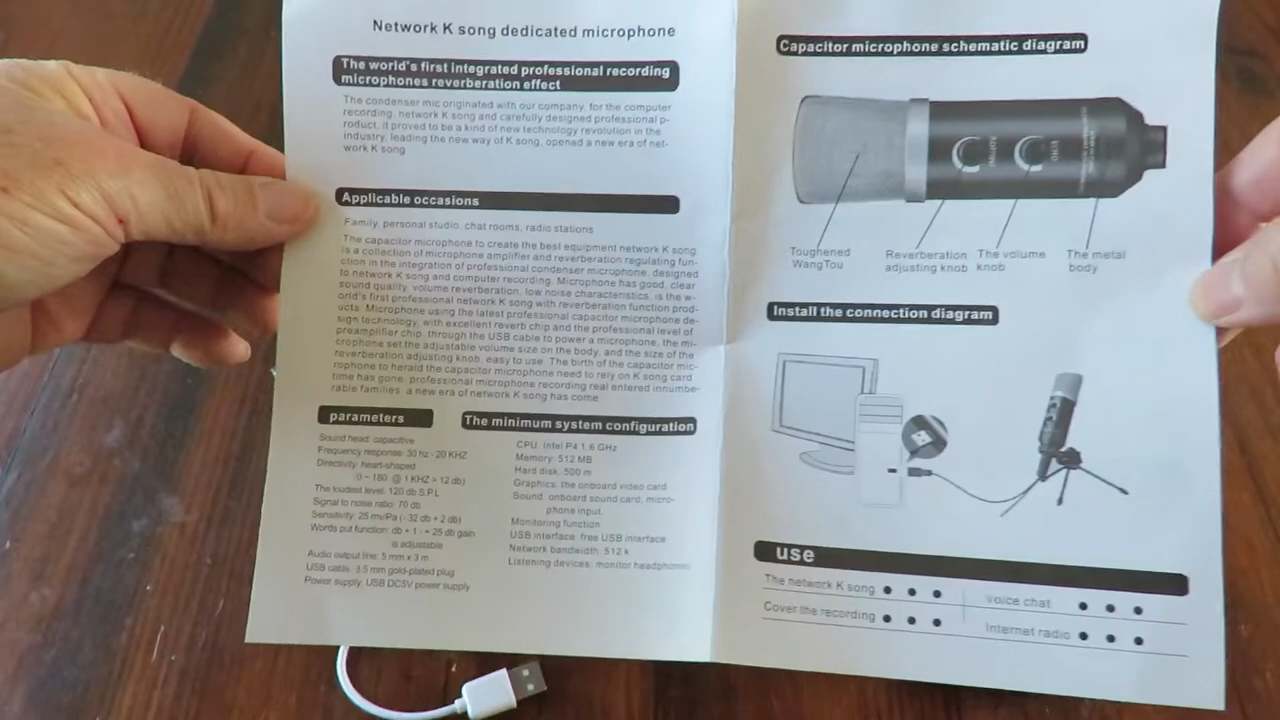 Network K song dedicated microphone
The world's first integrated professional recording
microphones reverberation effect
The condenser mic originated with our company, for the computer
recording, network K song and carefully designed professional p-
roduct, it proved to be a kind of new technology revolution in the
industry, leading the new way of K song, opened a new era of net-
work K song
Applicable occasions
Family, personal studio, chat rooms, radio stations
The capacitor microphone to create the best equipment network K song
is a collection of microphone amplifier and reverberation regulating fun-
ction in the integration of professional condenser microphone, designed
to network K song and computer recording. Microphone has good, clear
sound quality, volume reverberation, low noise characteristics, is the w-
orld's first professional network K song with reverberation function prod-
ucts. Microphone using the latest professional capacitor microphone de-
sign technology, with excellent reverb chip and the professional level of
preamplifier chip, through the USB cable to power a microphone, the mi-
crophone set the adjustable volume size on the body, and the size of the
reverberation adjusting knob, easy to use. The birth of the capacitor mic-
rophone to herald the capacitor microphone need to rely on K song card
time has gone, professional microphone recording real entered innumbe-
rable families, a new era of network K song has come
parameters
Sound head: capacitive
Frequency response: 30 hz - 20 KHZ
Directivity: heart-shaped
(0 ~ 180 @ 1 KHZ > 12 db)
The loudest level: 120 db S.P.L
Signal to noise ratio: 70 db
Sensitivity: 25 mv/Pa (- 32 db + 2 db)
Words put function: db + 1 - + 25 db gain
is adjustable
Audio output line: 5 mm x 3 m
USB cable: 3.5 mm gold-plated plug
Power supply: USB DC5V power supply
The minimum system configuration
CPU: Intel P4 1.6 GHz
Memory: 512 MB
Hard disk: 500 m
Graphics: the onboard video card
Sound: onboard sound card, micro-
phone input,
Monitoring function
USB interface: free USB interface
Network bandwidth: 512 k
Listening devices: monitor headphones
Capacitor microphone schematic diagram
ECHO
Toughened
WangTou
Reverberation
adjusting knob
The volume
knob
The metal
body
Install the connection diagram
use
The network K song ● ● ●
Voice chat ● ● ●
Cover the recording ● ● ●
Internet radio ● ● ●